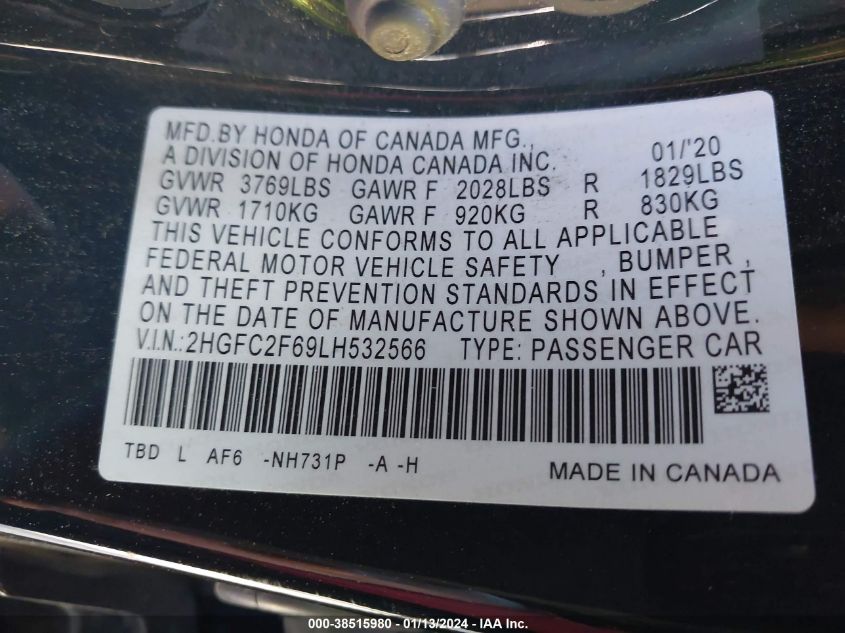 MFD.BY HONDA OF CANADA MFG.,
A DIVISION OF HONDA CANADA INC. 01/'20
GVWR 3769LBS GAWR F 2028LBS R 1829LBS
GVWR 1710KG GAWR F 920KG R 830KG
THIS VEHICLE CONFORMS TO ALL APPLICABLE
FEDERAL MOTOR VEHICLE SAFETY , BUMPER ,
AND THEFT PREVENTION STANDARDS IN EFFECT
ON THE DATE OF MANUFACTURE SHOWN ABOVE.
V.I.N.:2HGFC2F69LH532566 TYPE: PASSENGER CAR
TBD L AF6 -NH731P -A -H
MADE IN CANADA
000-38515980 - 01/13/2024 - IAA Inc.